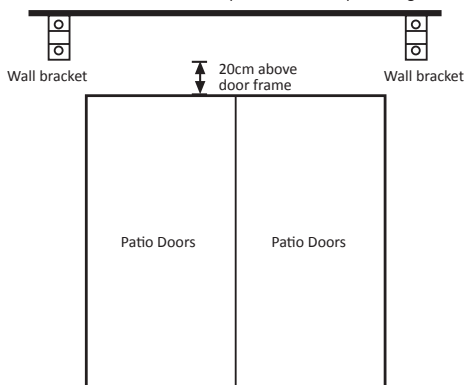 Wall bracket
20cm above
door frame
Wall bracket
Patio Doors
Patio Doors